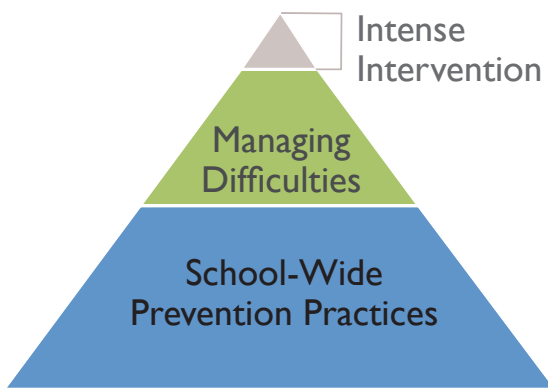 Intense
Intervention
Managing
Difficulties
School-Wide
Prevention Practices